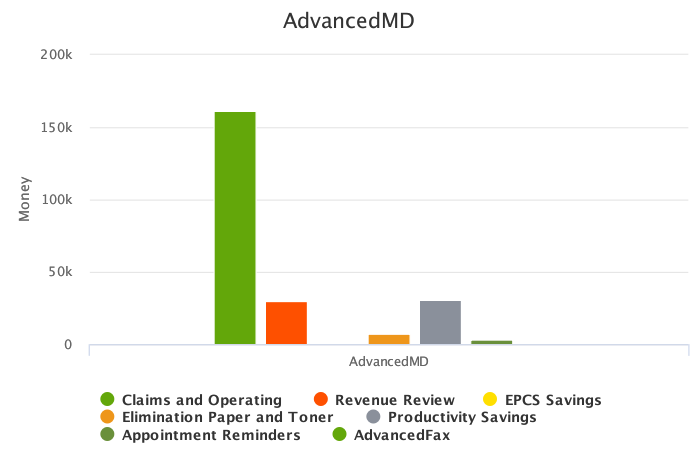 AdvancedMD
200k
150k
100k
50k
0
Money
AdvancedMD
Claims and Operating Revenue Review EPCS Savings
Elimination Paper and Toner Productivity Savings
Appointment Reminders AdvancedFax